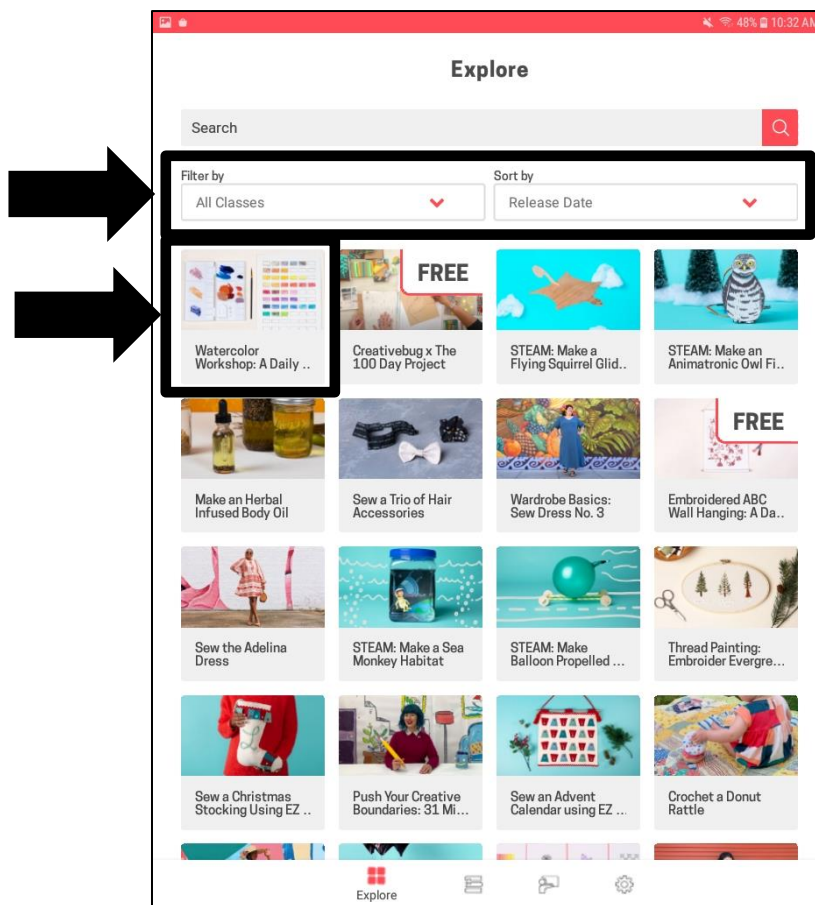 48% 10:32 AM
Explore
Search
Filter by
Sort by
All Classes
Release Date
FREE
Watercolor
Workshop: A Daily ..
Creativebug x The
100 Day Project
STEAM: Make a
Flying Squirrel Glid..
STEAM: Make an
Animatronic Owl Fi..
FREE
Make an Herbal
Infused Body Oil
Sew a Trio of Hair
Accessories
Wardrobe Basics:
Sew Dress No. 3
Embroidered ABC
Wall Hanging: A Da..
Sew the Adelina
Dress
STEAM: Make a Sea
Monkey Habitat
STEAM: Make
Balloon Propelled ...
Thread Painting:
Embroider Evergre...
Sew a Christmas
Stocking Using EZ ..
Push Your Creative
Boundaries: 31 Mi...
Sew an Advent
Calendar using EZ ...
Crochet a Donut
Rattle
Explore